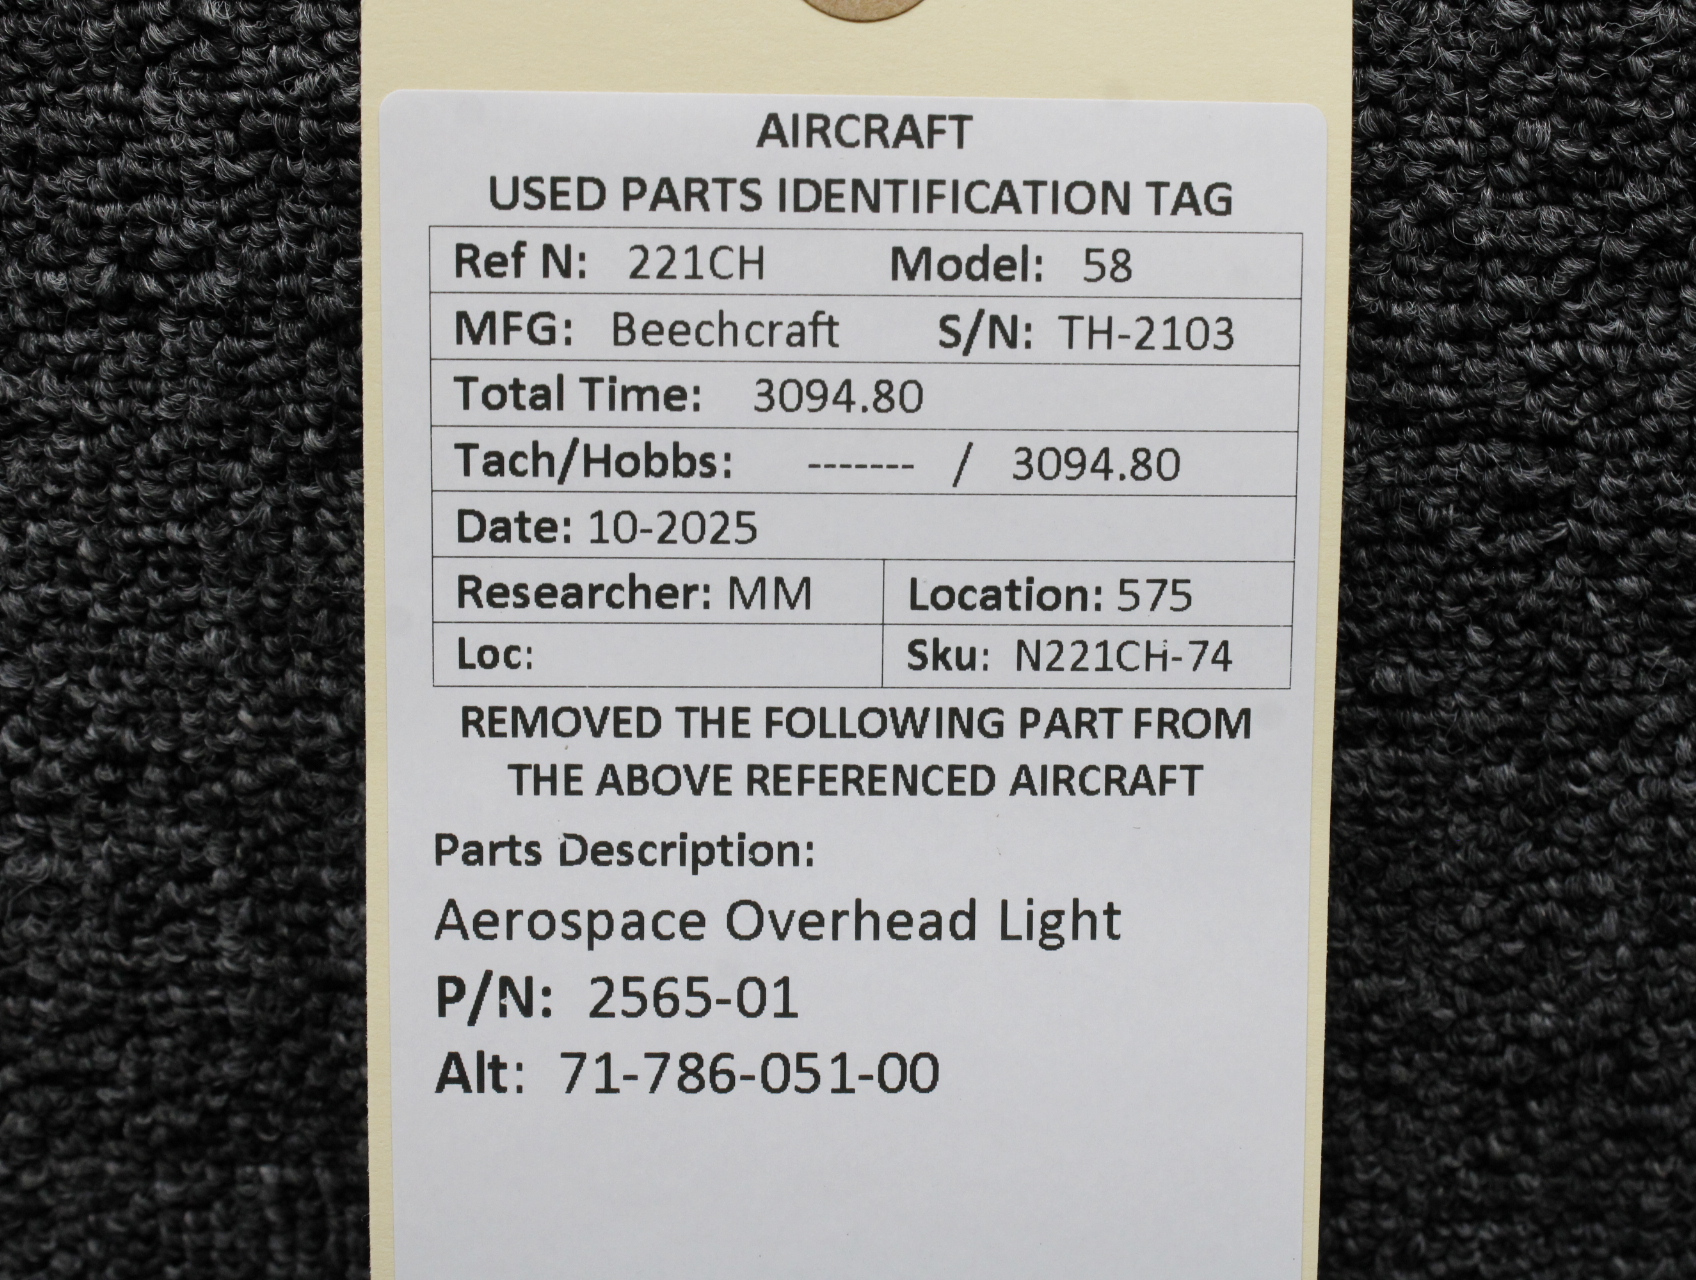 AIRCRAFT
USED PARTS IDENTIFICATION TAG
Ref N: 221CH Model: 58
MFG: Beechcraft S/N: TH-2103
Total Time: 3094.80
Tach/Hobbs: ------- / 3094.80
Date: 10-2025
Researcher: MM Location: 575
Loc: Sku: N221CH-74
REMOVED THE FOLLOWING PART FROM
THE ABOVE REFERENCED AIRCRAFT
Parts Description:
Aerospace Overhead Light
P/N: 2565-01
Alt: 71-786-051-00